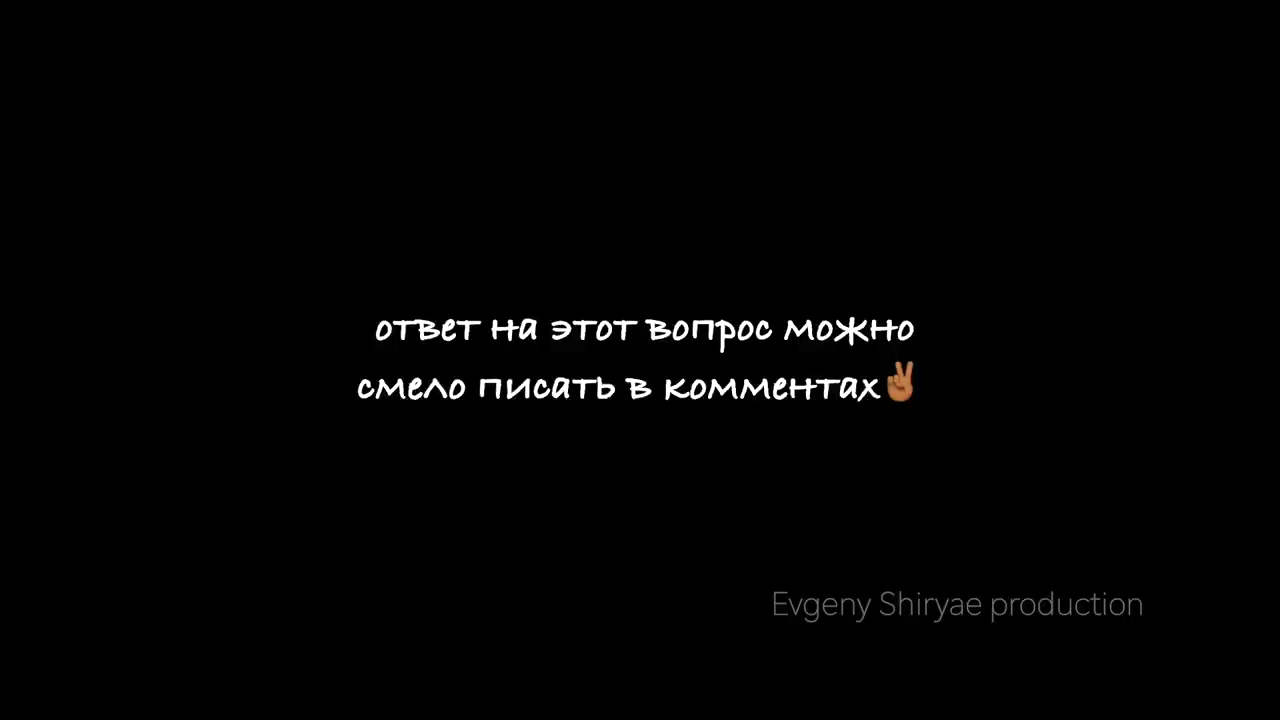 ответ на этот вопрос можно
смело писать в комментах✌🏾
Evgeny Shiryae production